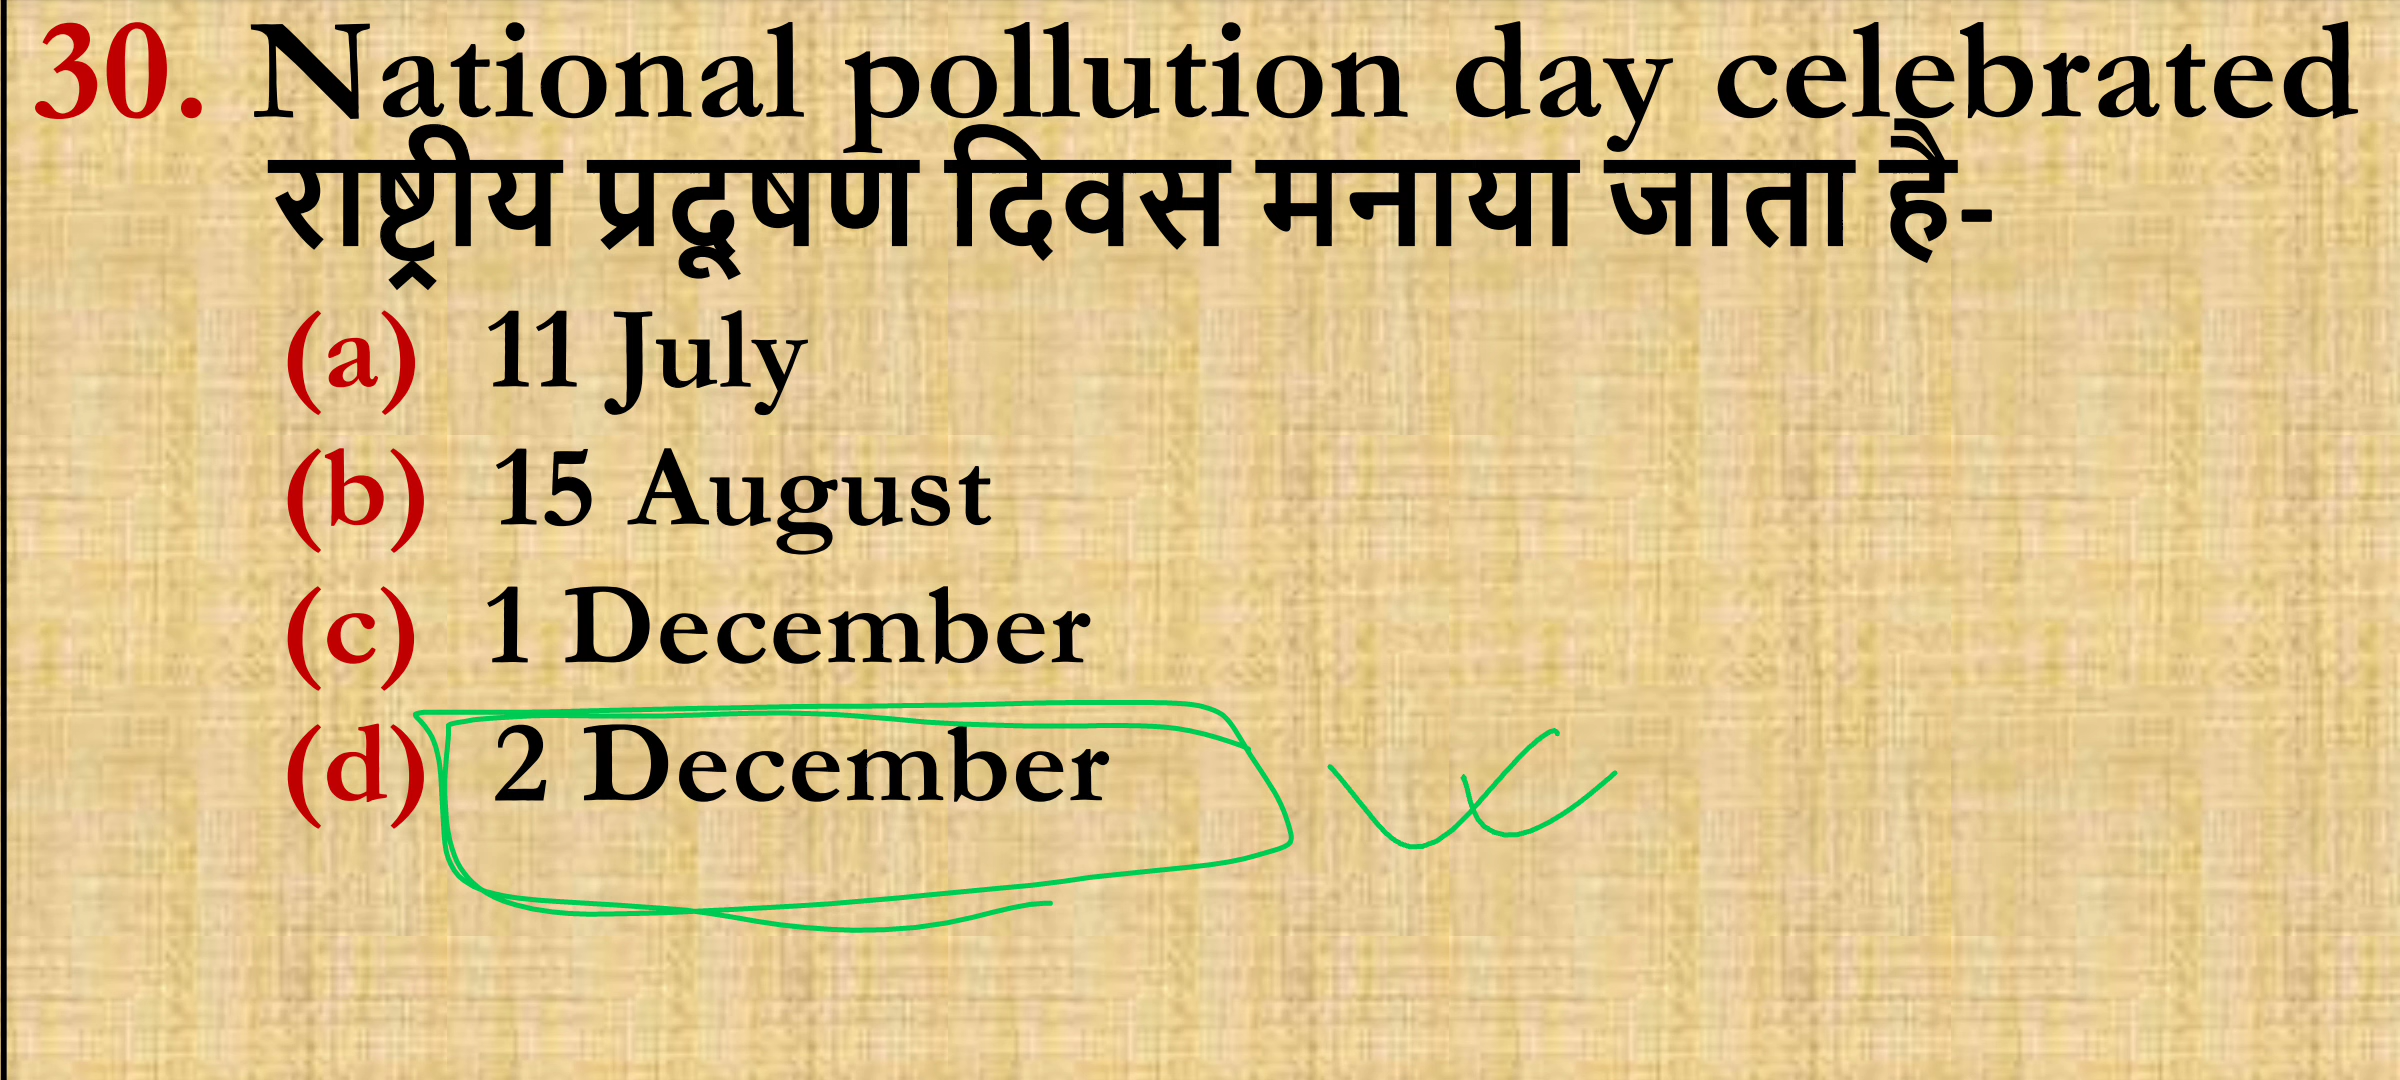 30. National pollution day celebrated
राष्ट्रीय प्रदूषण दिवस मनाया जाता है-
(a) 11 July
(b) 15 August
(c) 1 December
(d) 2 December